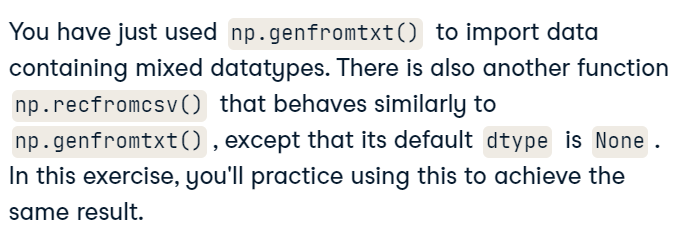 You have just used np.genfromtxt() to import data
containing mixed datatypes. There is also another function
np.recfromcsv() that behaves similarly to
np.genfromtxt() , except that its default dtype is None .
In this exercise, you'll practice using this to achieve the
same result.